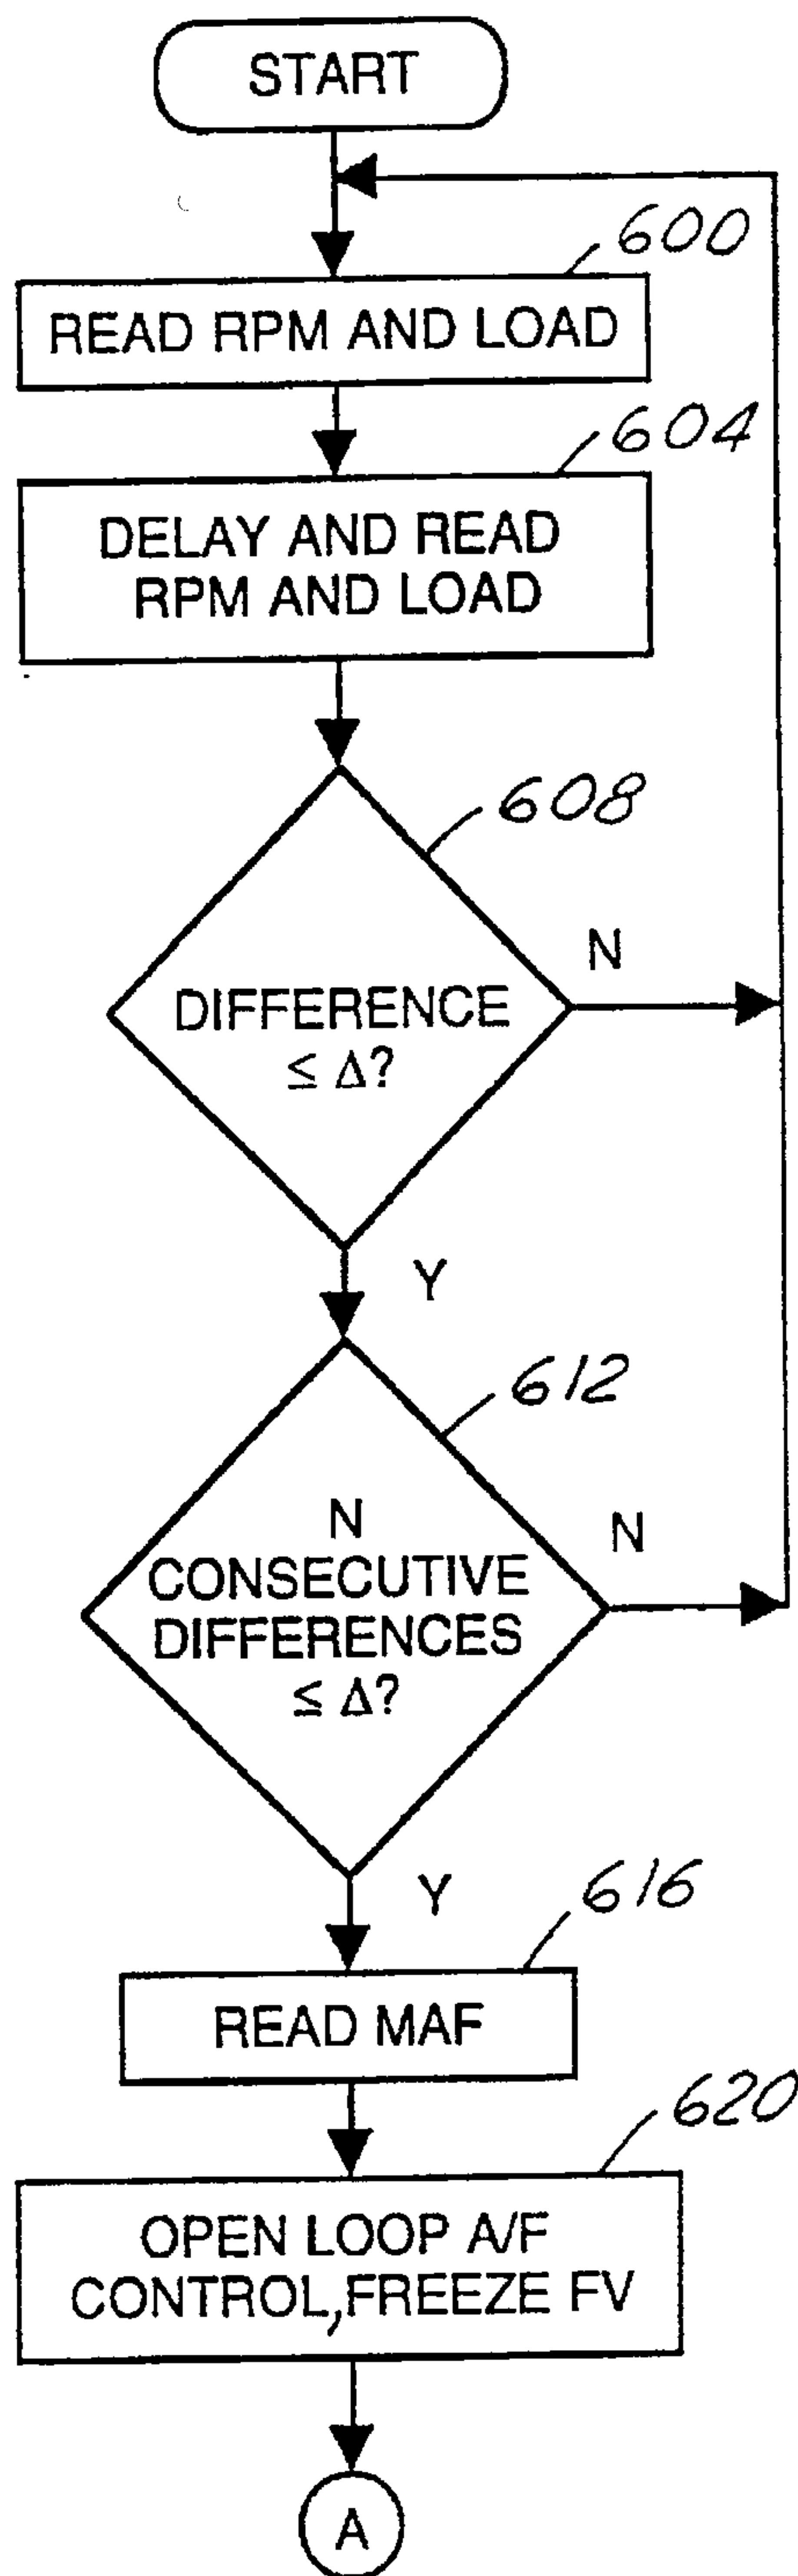 START
600
READ RPM AND LOAD
604
DELAY AND READ
RPM AND LOAD
608
N
DIFFERENCE
≤ Δ?
Y
612
N
N
CONSECUTIVE
DIFFERENCES
≤ Δ?
Y
616
READ MAF
620
OPEN LOOP A/F
CONTROL,FREEZE FV
A